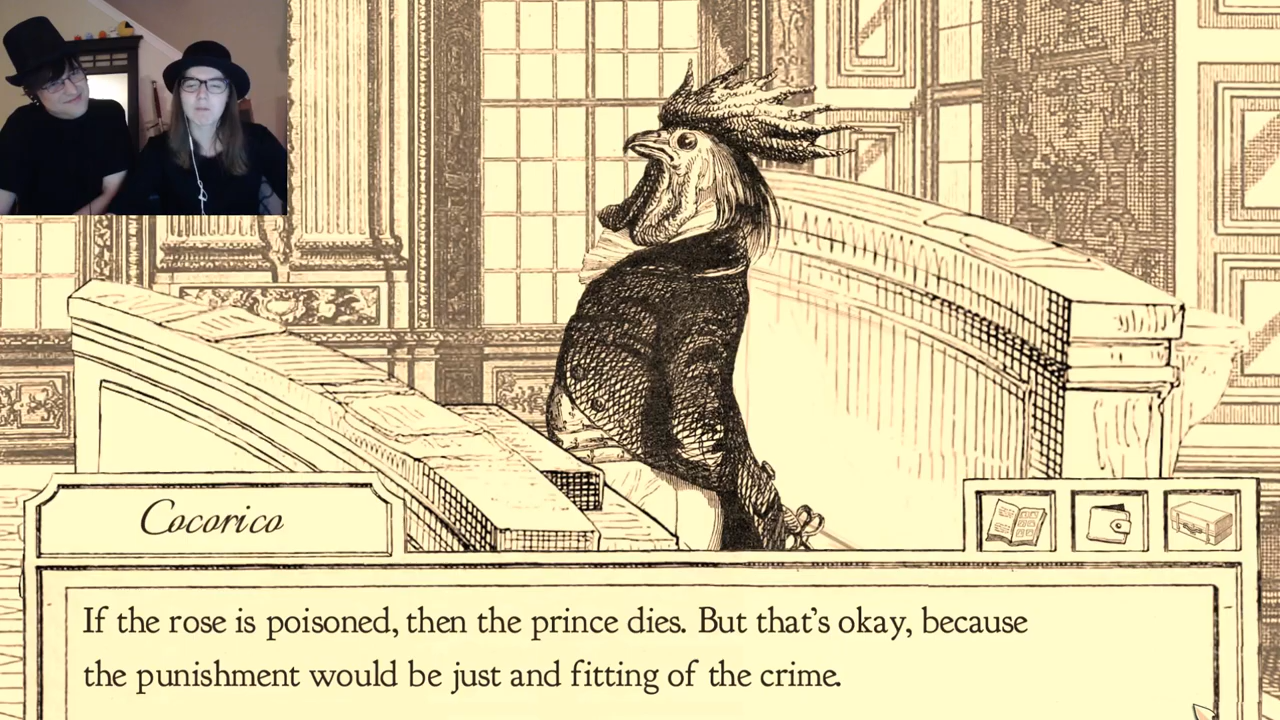 Cocorico
If the rose is poisoned, then the prince dies. But that's okay, because
the punishment would be just and fitting of the crime.